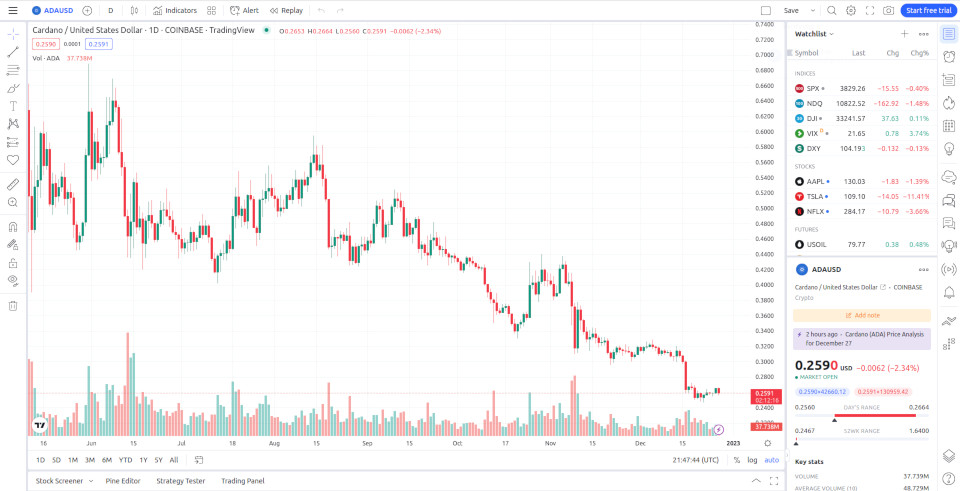 ADAUSD
D
Indicators
Alert
Replay
Save
Start free trial
Cardano / United States Dollar · 1D · COINBASE · TradingView
O0.2653 H0.2664 L0.2560 C0.2591 −0.0062 (−2.34%)
0.2590 0.0001 0.2591
Vol · ADA 37.738M
0.7400
0.7200
0.7000
0.6800
0.6600
0.6400
0.6200
0.6000
0.5800
0.5600
0.5400
0.5200
0.5000
0.4800
0.4600
0.4400
0.4200
0.4000
0.3800
0.3600
0.3400
0.3200
0.3000
0.2800
0.2591
02:12:16
0.2400
37.738M
16 Jun 15 Jul 18 Aug 15 Sep 15 Oct 17 Nov 15 Dec 15 2023
1D 5D 1M 3M 6M YTD 1Y 5Y All
21:47:44 (UTC) % log auto
Stock Screener Pine Editor Strategy Tester Trading Panel
Watchlist
Symbol Last Chg Chg%
INDICES
SPX 3829.26 −15.55 −0.40%
NDQ 10822.52 −162.92 −1.48%
DJI 33241.57 37.63 0.11%
VIX D 21.65 0.78 3.74%
DXY 104.193 −0.132 −0.13%
STOCKS
AAPL 130.03 −1.83 −1.39%
TSLA 109.10 −14.05 −11.41%
NFLX 284.17 −10.79 −3.66%
FUTURES
USOIL 79.77 0.38 0.48%
ADAUSD
Cardano / United States Dollar · COINBASE
Crypto
Add note
2 hours ago · Cardano (ADA) Price Analysis
for December 27
0.2590 USD −0.0062 (−2.34%)
MARKET OPEN
0.2590×42660.12 0.2591×130959.42
0.2560 DAY'S RANGE 0.2664
0.2467 52WK RANGE 1.6400
Key stats
VOLUME 37.739M
AVERAGE VOLUME (10) 48.729M